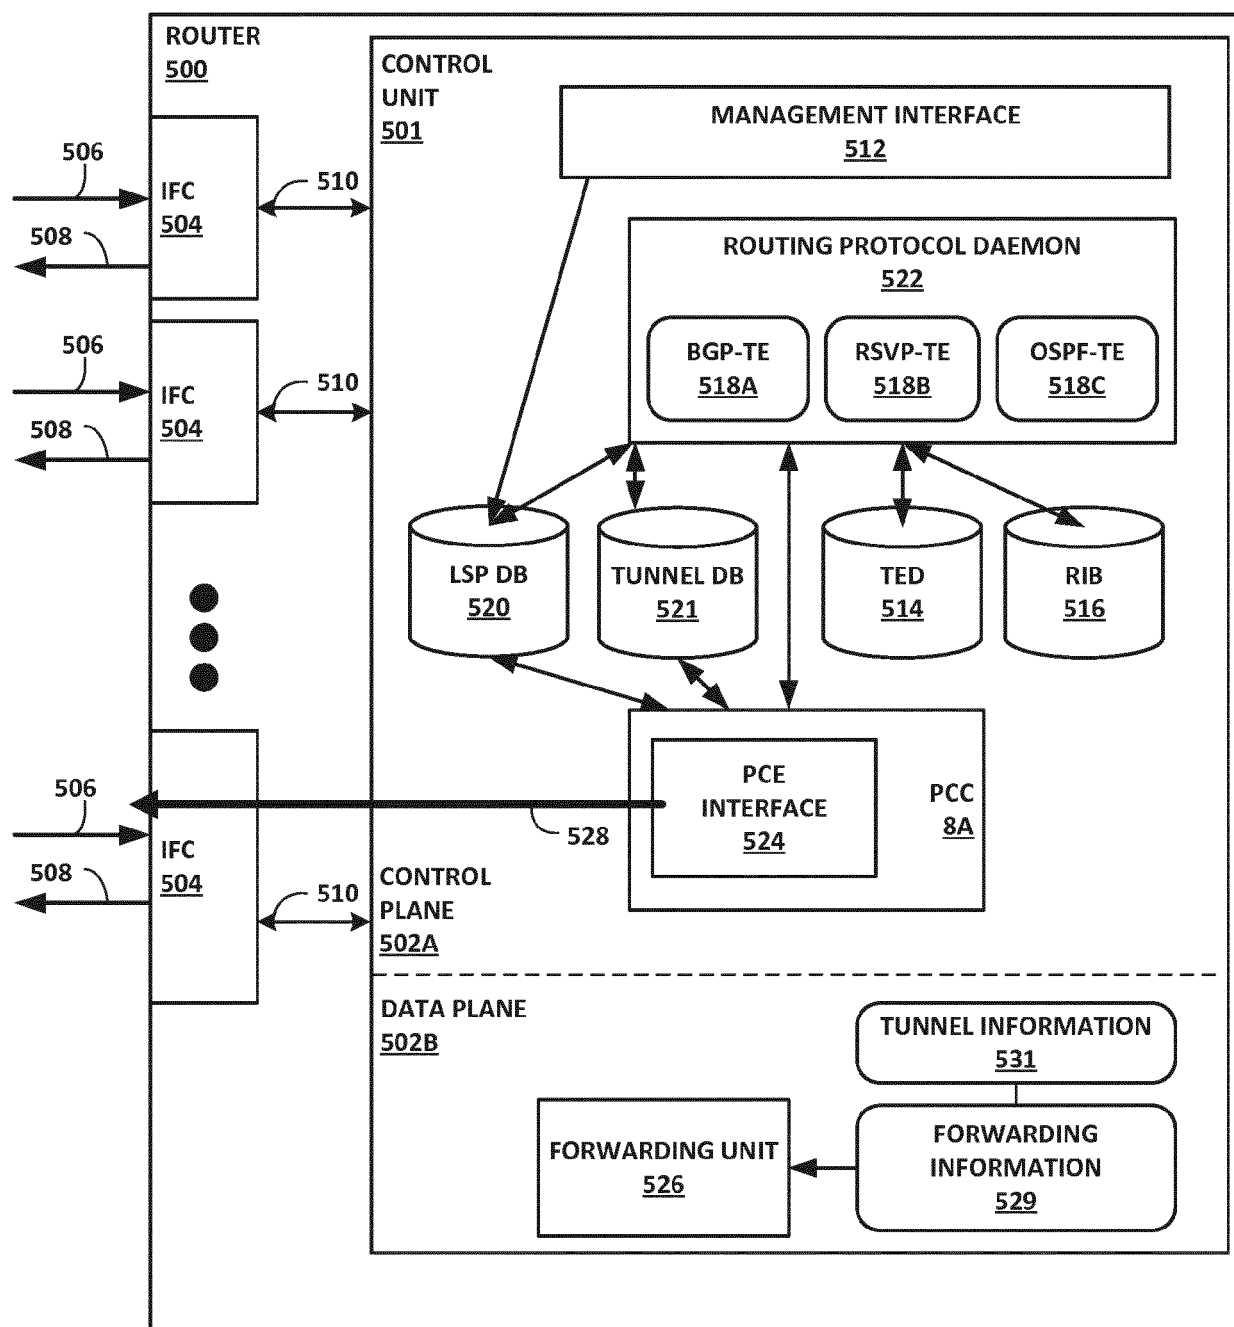 ROUTER
500
CONTROL
UNIT
501
MANAGEMENT INTERFACE
512
506
IFC
504
510
508
ROUTING PROTOCOL DAEMON
522
BGP-TE
518A
RSVP-TE
518B
OSPF-TE
518C
506
IFC
504
510
508
LSP DB
520
TUNNEL DB
521
TED
514
RIB
516
PCE
INTERFACE
524
PCC
8A
506
528
IFC
504
508
510
CONTROL
PLANE
502A
DATA PLANE
502B
TUNNEL INFORMATION
531
FORWARDING UNIT
526
FORWARDING
INFORMATION
529